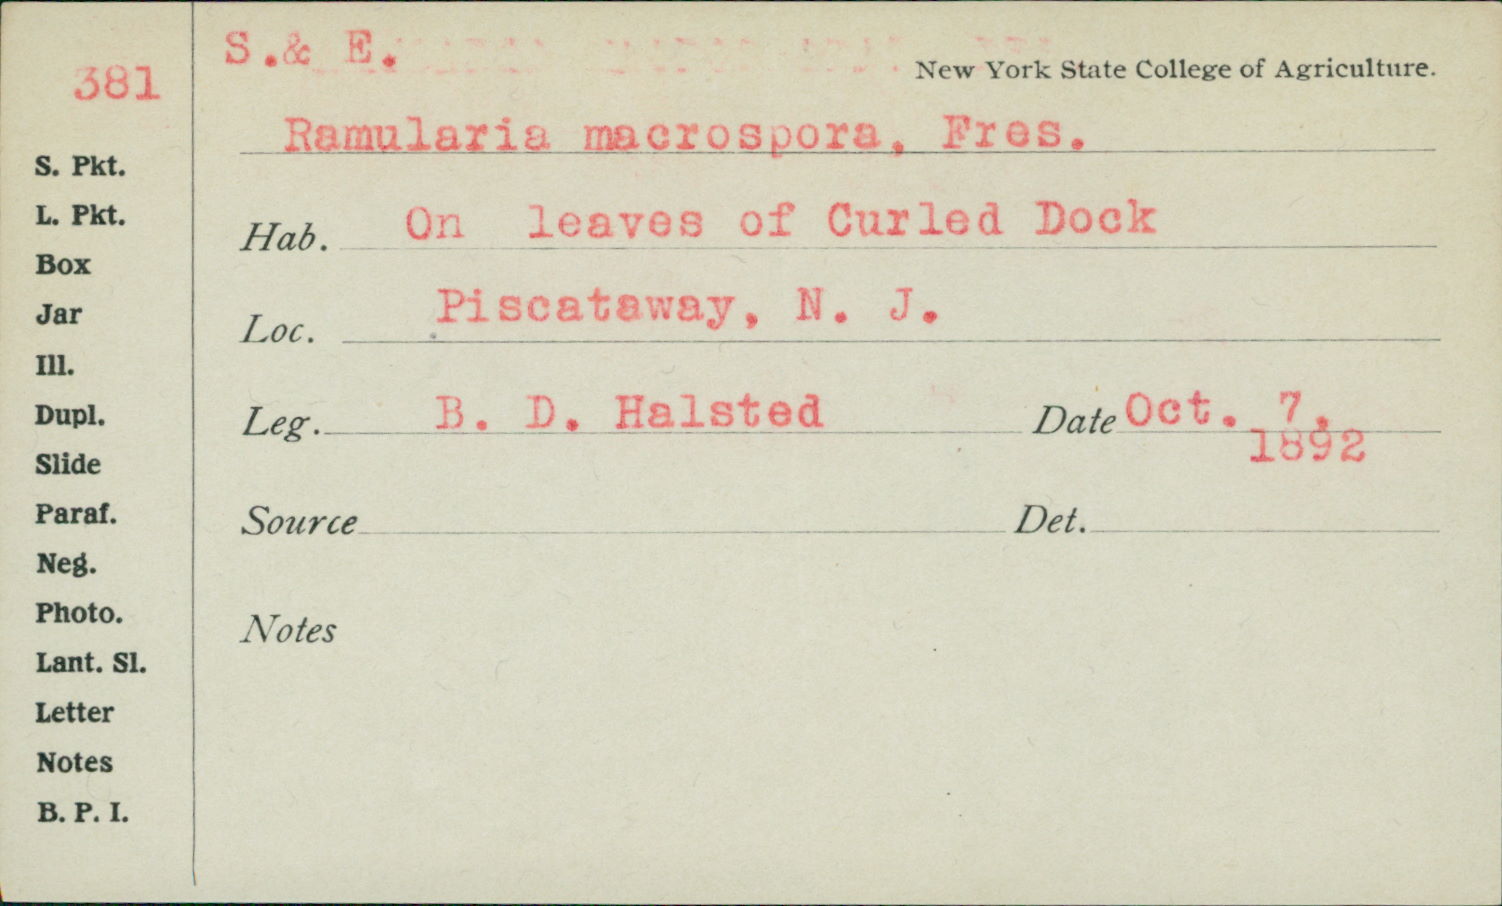 S.& E.
381
New York State College of Agriculture.
Ramularia macrospora, Fres.
S. Pkt.
L. Pkt.
Box
Jar
Ill.
Dupl.
Slide
Paraf.
Neg.
Photo.
Lant. Sl.
Letter
Notes
B. P. I.
Hab. On leaves of Curled Dock
Loc. Piscataway, N. J.
Leg. B. D. Halsted Date Oct. 7,
1892
Source Det.
Notes